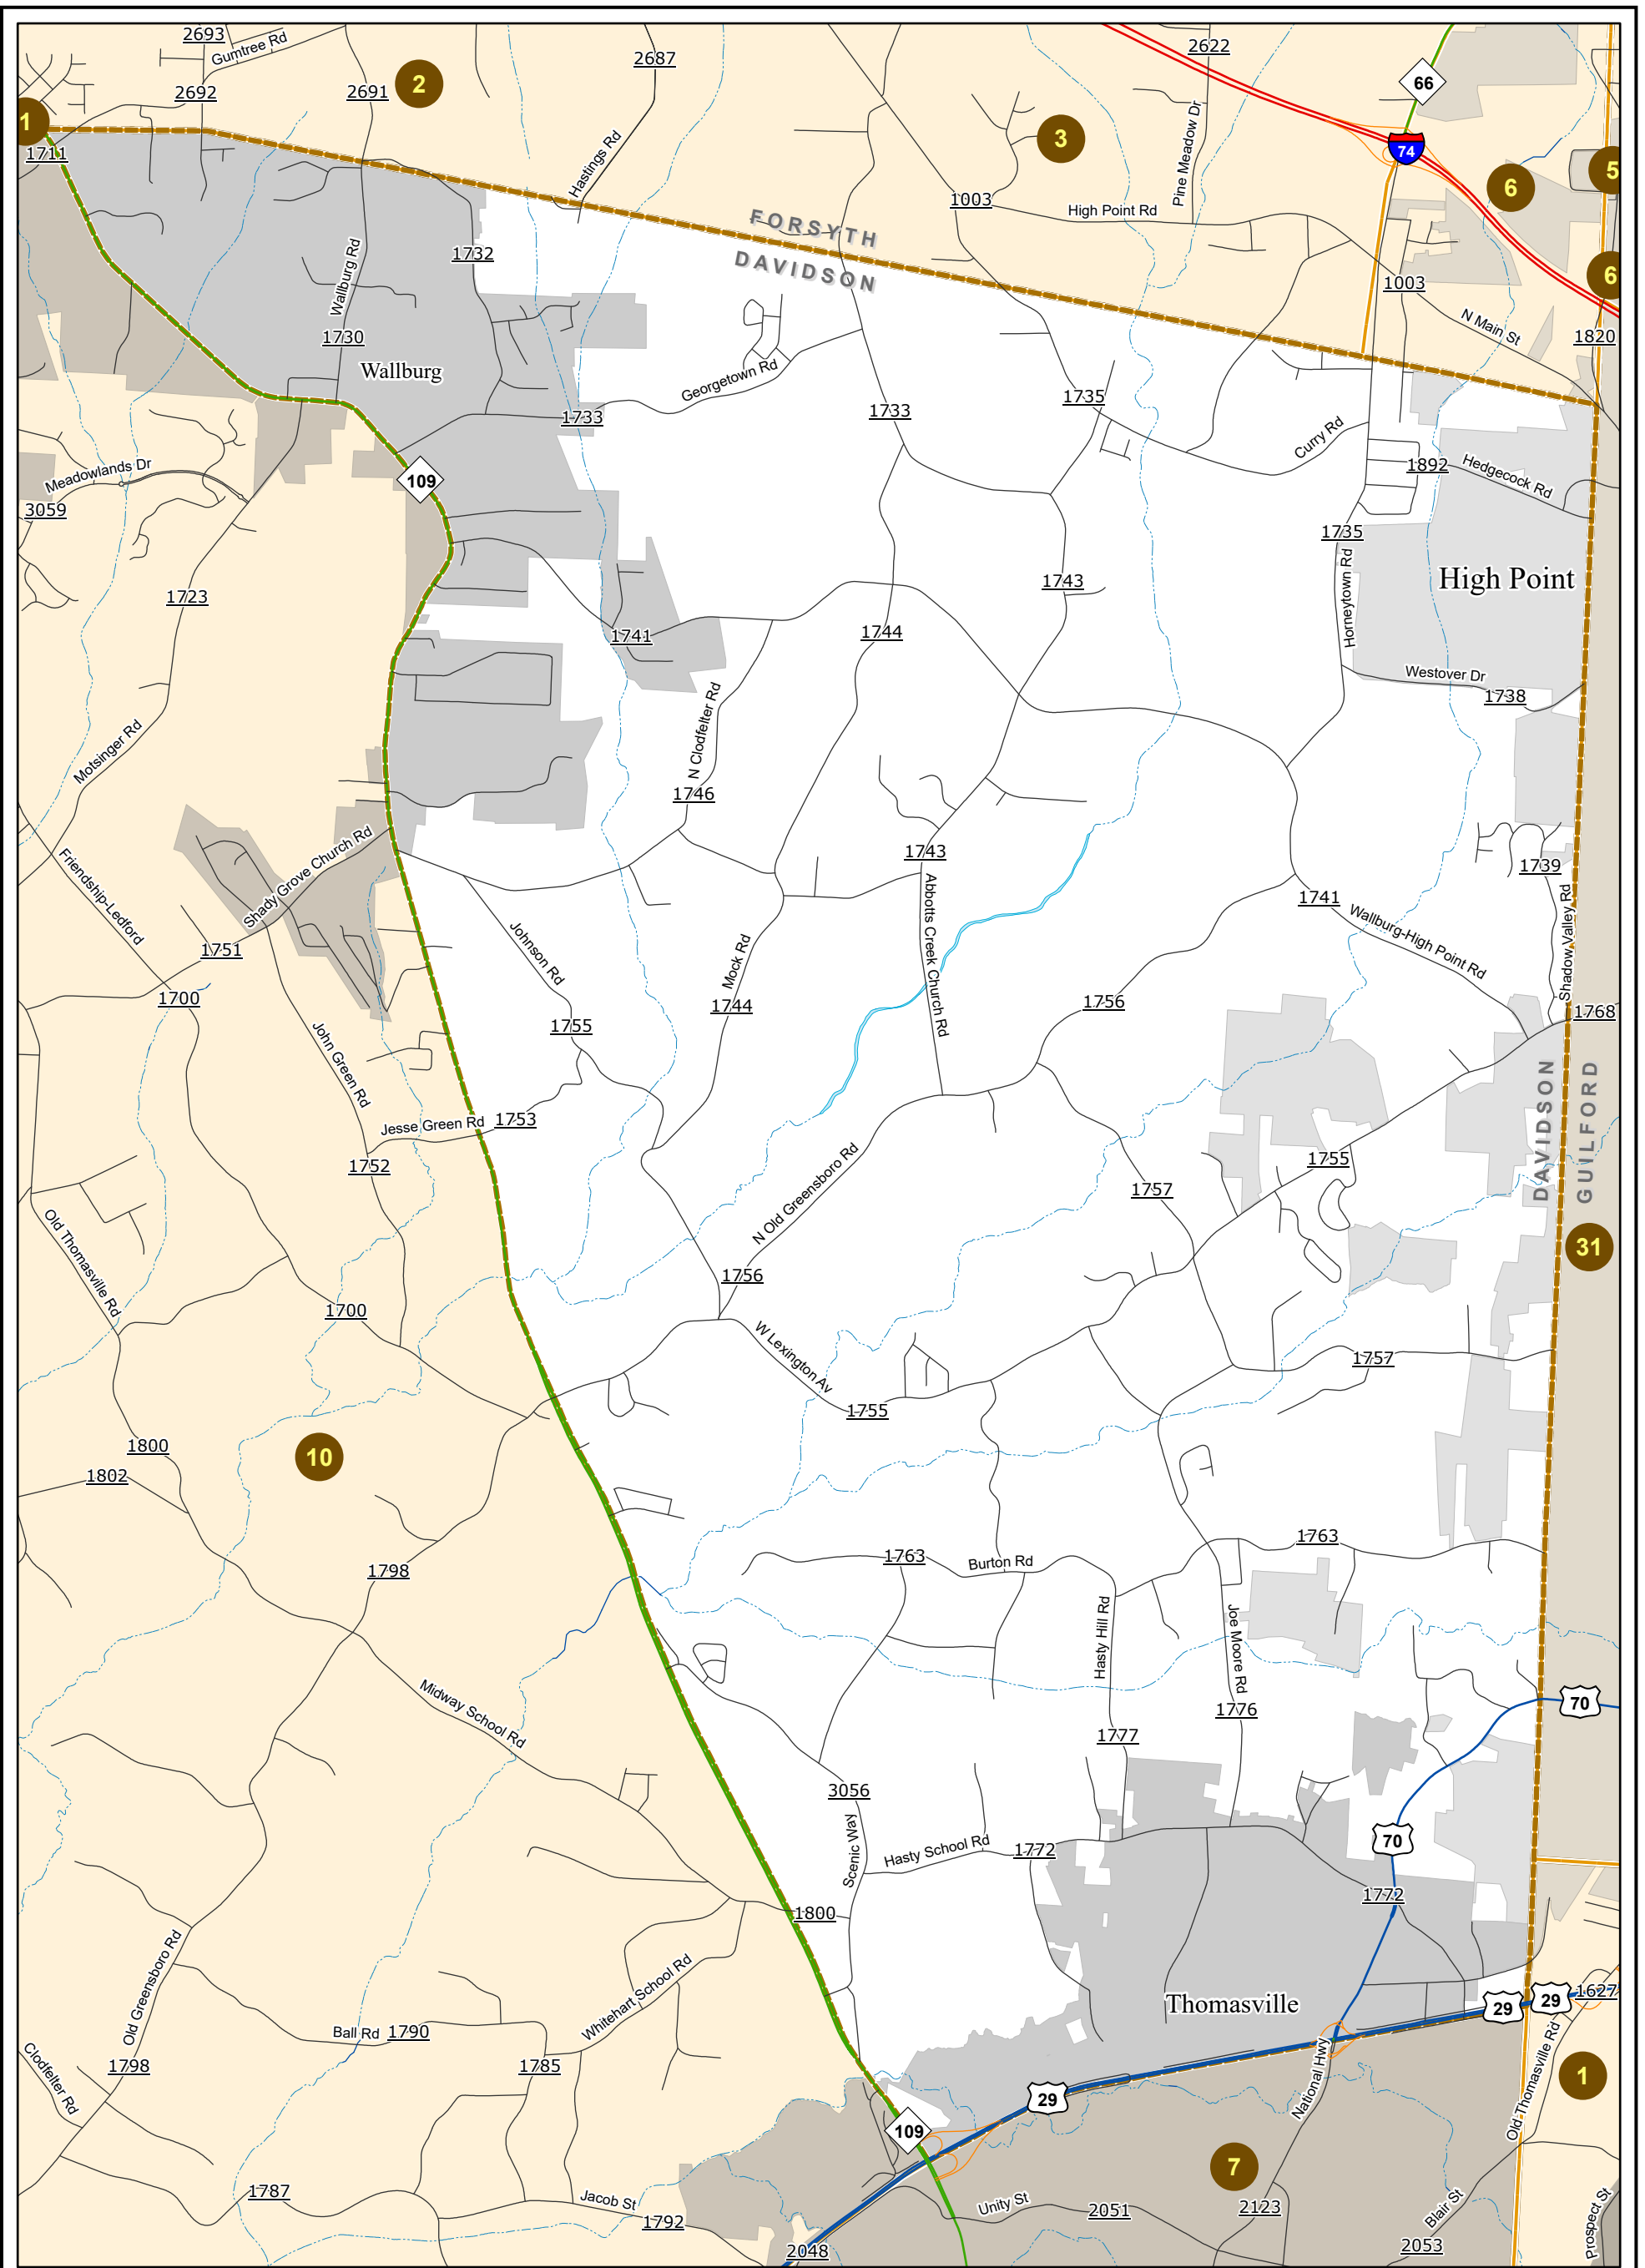 2693
Gumtree Rd
2687
2622
66
2692
2691
2
3
74
1
1711
Hastings Rd
Pine Meadow Dr
6
5
1003
High Point Rd
FORSYTH
DAVIDSON
1732
Wallburg Rd
1003
6
N Main St
1820
1730
Wallburg
Georgetown Rd
1735
1733
1733
Curry Rd
1892
Hedgecock Rd
Meadowlands Dr
109
3059
1735
High Point
Horneytown Rd
1743
1723
1744
1741
Westover Dr
1738
N Clodfelter Rd
Motsinger Rd
1746
1743
Shady Grove Church Rd
Friendship-Ledford
1739
1741
Wallburg-High Point Rd
Shadow Valley Rd
Abbotts Creek Church Rd
1751
Johnson Rd
Mock Rd
1700
1744
1756
1768
1755
John Green Rd
Jesse Green Rd
1753
DAVIDSON
GUILFORD
1752
1755
1757
N Old Greensboro Rd
Old Thomasville Rd
31
1756
1700
W Lexington Av
1757
1755
1800
10
1802
1763
1763
Burton Rd
1798
Hasty Hill Rd
Joe Moore Rd
Midway School Rd
1776
70
1777
3056
70
Scenic Way
Hasty School Rd
1772
1772
1800
Old Greensboro Rd
Whitehart School Rd
1627
29
29
Thomasville
Ball Rd
1790
1798
1785
Clodfelter Rd
National Hwy
Old Thomasville Rd
1
29
109
7
1787
Jacob St
1792
Unity St
2051
2123
Blair St
Prospect St
2048
2053